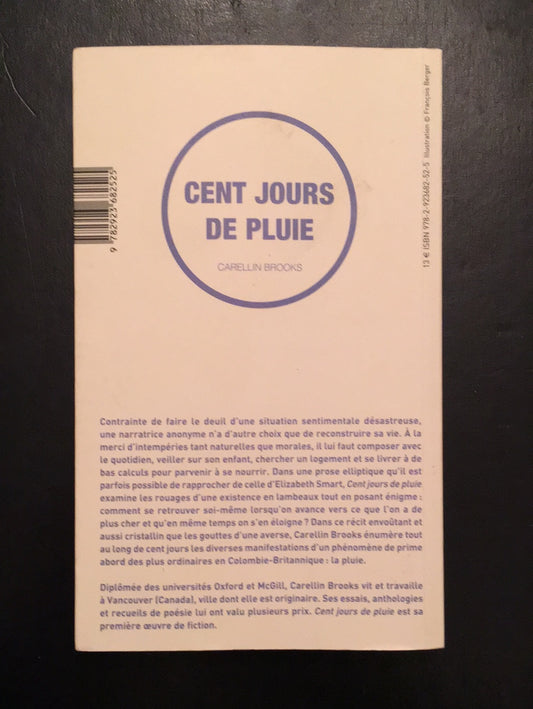 CENT JOURS
DE PLUIE
CARELLIN BROOKS
9 782923 682525
13 € ISBN 978-2-923682-52-5 Illustration © François Berger
Contrainte de faire le deuil d'une situation sentimentale désastreuse,
une narratrice anonyme n'a d'autre choix que de reconstruire sa vie. À la
merci d'intempéries tant naturelles que morales, il lui faut composer avec
le quotidien, veiller sur son enfant, chercher un logement et se livrer à de
bas calculs pour parvenir à se nourrir. Dans une prose elliptique qu'il est
parfois possible de rapprocher de celle d'Elizabeth Smart, Cent jours de pluie
examine les rouages d'une existence en lambeaux tout en posant énigme :
comment se retrouver soi-même lorsqu'on avance vers ce que l'on a de
plus cher et qu'en même temps on s'en éloigne ? Dans ce récit envoûtant et
aussi cristallin que les gouttes d'une averse, Carellin Brooks énumère tout
au long de cent jours les diverses manifestations d'un phénomène de prime
abord des plus ordinaires en Colombie-Britannique : la pluie.
Diplômée des universités Oxford et McGill, Carellin Brooks vit et travaille
à Vancouver (Canada), ville dont elle est originaire. Ses essais, anthologies
et recueils de poésie lui ont valu plusieurs prix. Cent jours de pluie est sa
première œuvre de fiction.